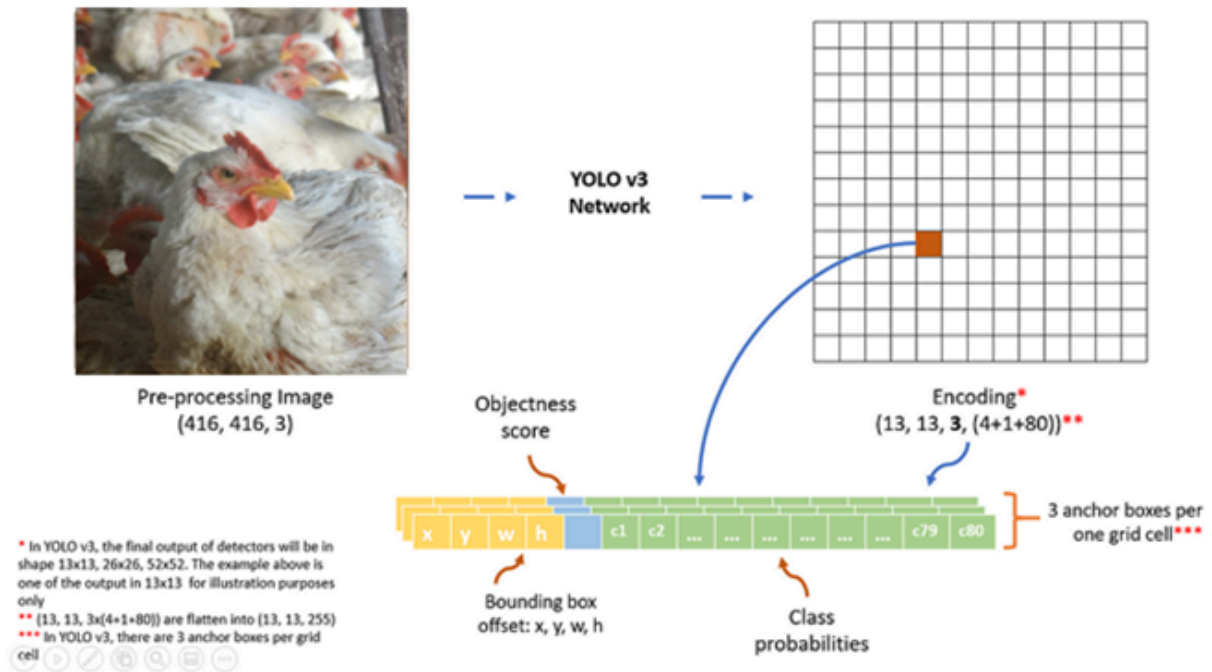 YOLO v3
Network
Pre-processing Image
(416, 416, 3)
Encoding*
(13, 13, 3, (4+1+80))**
Objectness
score
x y w h c1 c2 ... ... ... ... ... ... c79 c80
3 anchor boxes per
one grid cell***
Bounding box
offset: x, y, w, h
Class
probabilities
* In YOLO v3, the final output of detectors will be in
shape 13x13, 26x26, 52x52. The example above is
one of the output in 13x13 for illustration purposes
only
** (13, 13, 3x(4+1+80)) are flatten into (13, 13, 255)
*** In YOLO v3, there are 3 anchor boxes per grid
cell